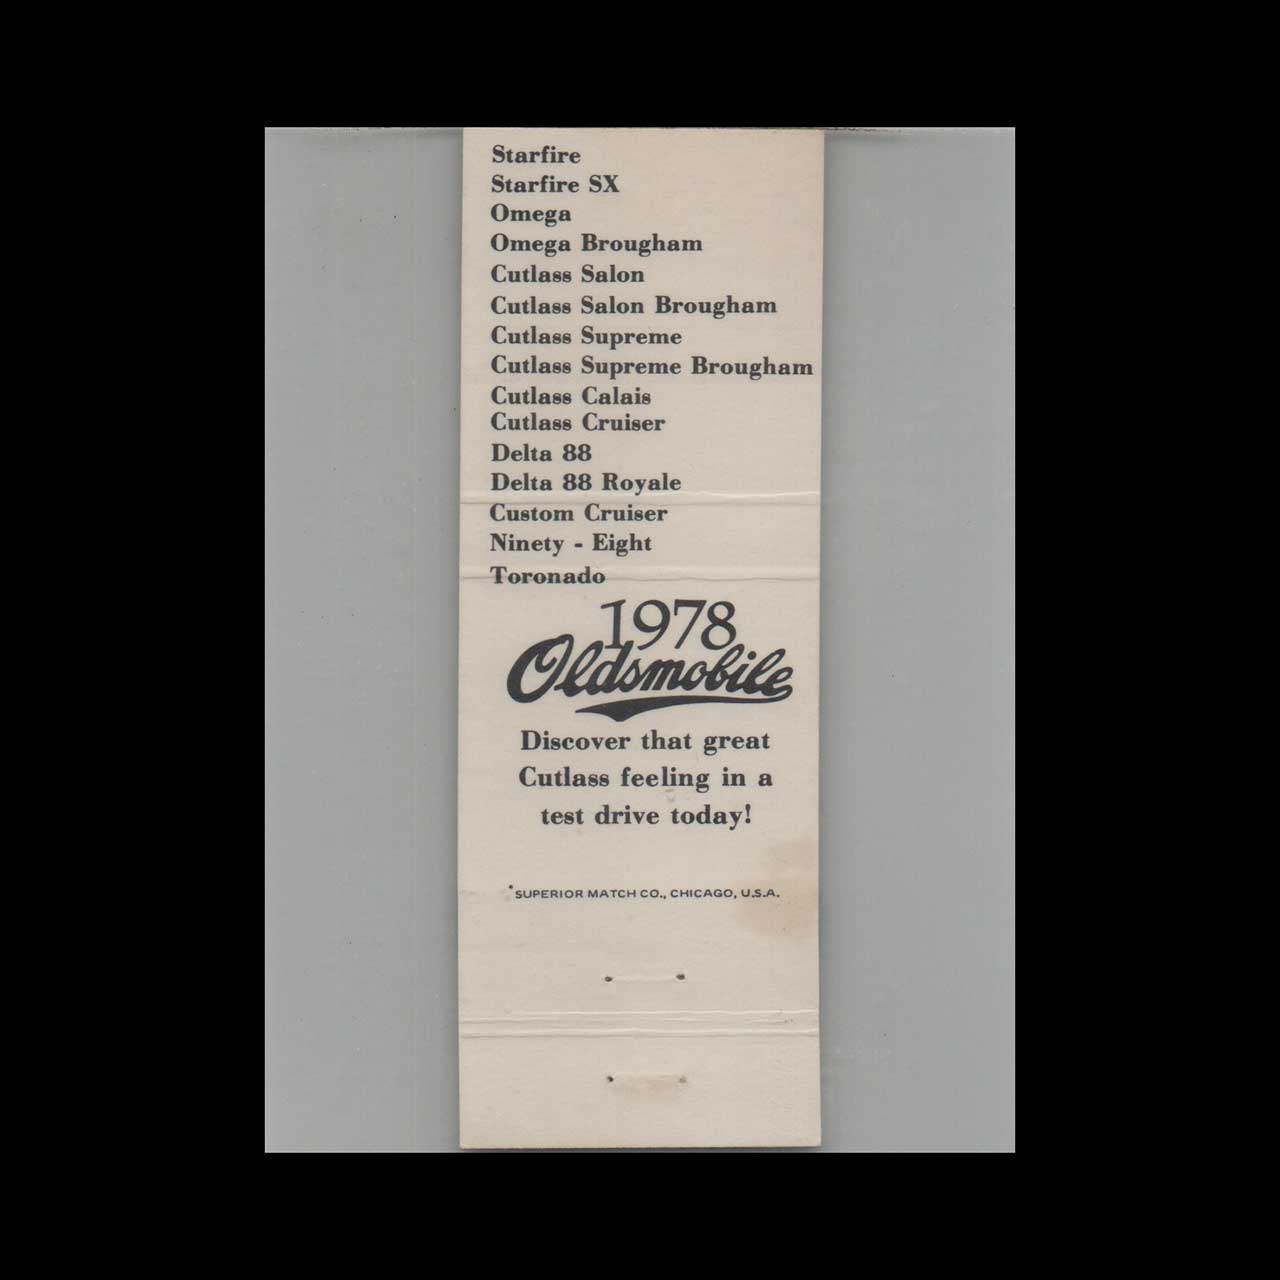 Starfire
Starfire SX
Omega
Omega Brougham
Cutlass Salon
Cutlass Salon Brougham
Cutlass Supreme
Cutlass Supreme Brougham
Cutlass Calais
Cutlass Cruiser
Delta 88
Delta 88 Royale
Custom Cruiser
Ninety - Eight
Toronado
1978
Oldsmobile
Discover that great
Cutlass feeling in a
test drive today!
SUPERIOR MATCH CO., CHICAGO, U.S.A.